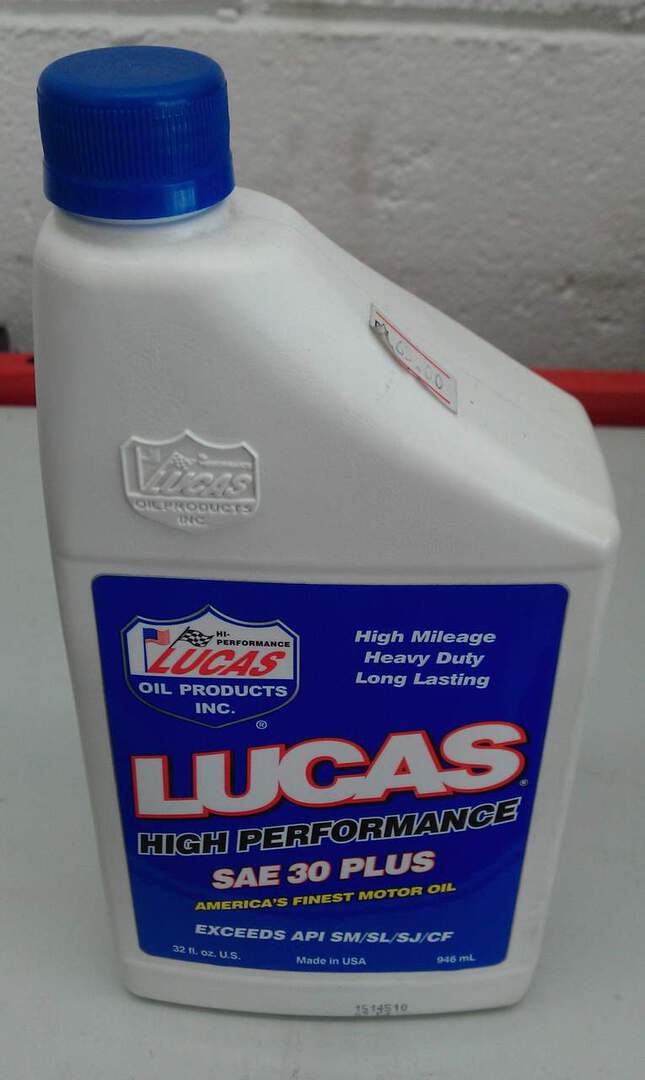 65.00
LUCAS
OIL PRODUCTS
INC.
HI-
PERFORMANCE
LUCAS
OIL PRODUCTS
INC.
®
High Mileage
Heavy Duty
Long Lasting
LUCAS®
HIGH PERFORMANCE
SAE 30 PLUS
AMERICA'S FINEST MOTOR OIL
EXCEEDS API SM/SL/SJ/CF
32 fl. oz. U.S. Made in USA 946 mL
1514510